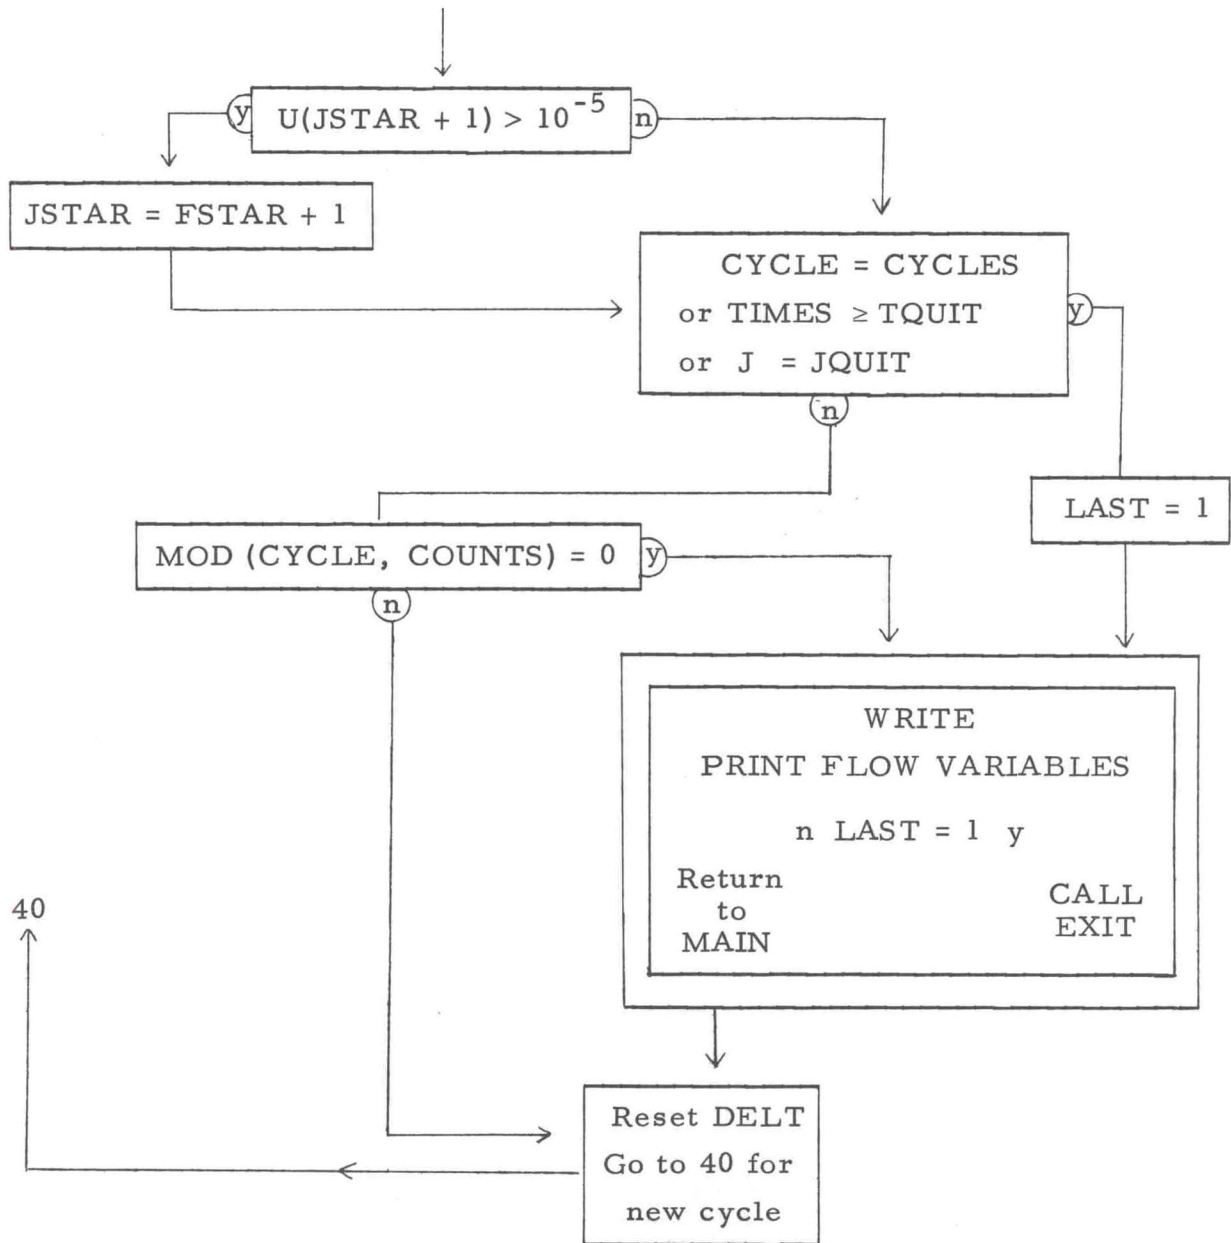 y U(JSTAR + 1) > 10^-5 n
JSTAR = FSTAR + 1
CYCLE = CYCLES
or TIMES ≥ TQUIT
or J = JQUIT
y
n
LAST = 1
MOD (CYCLE, COUNTS) = 0 y
n
WRITE
PRINT FLOW VARIABLES
n LAST = 1 y
Return
to
MAIN
CALL
EXIT
40
Reset DELT
Go to 40 for
new cycle